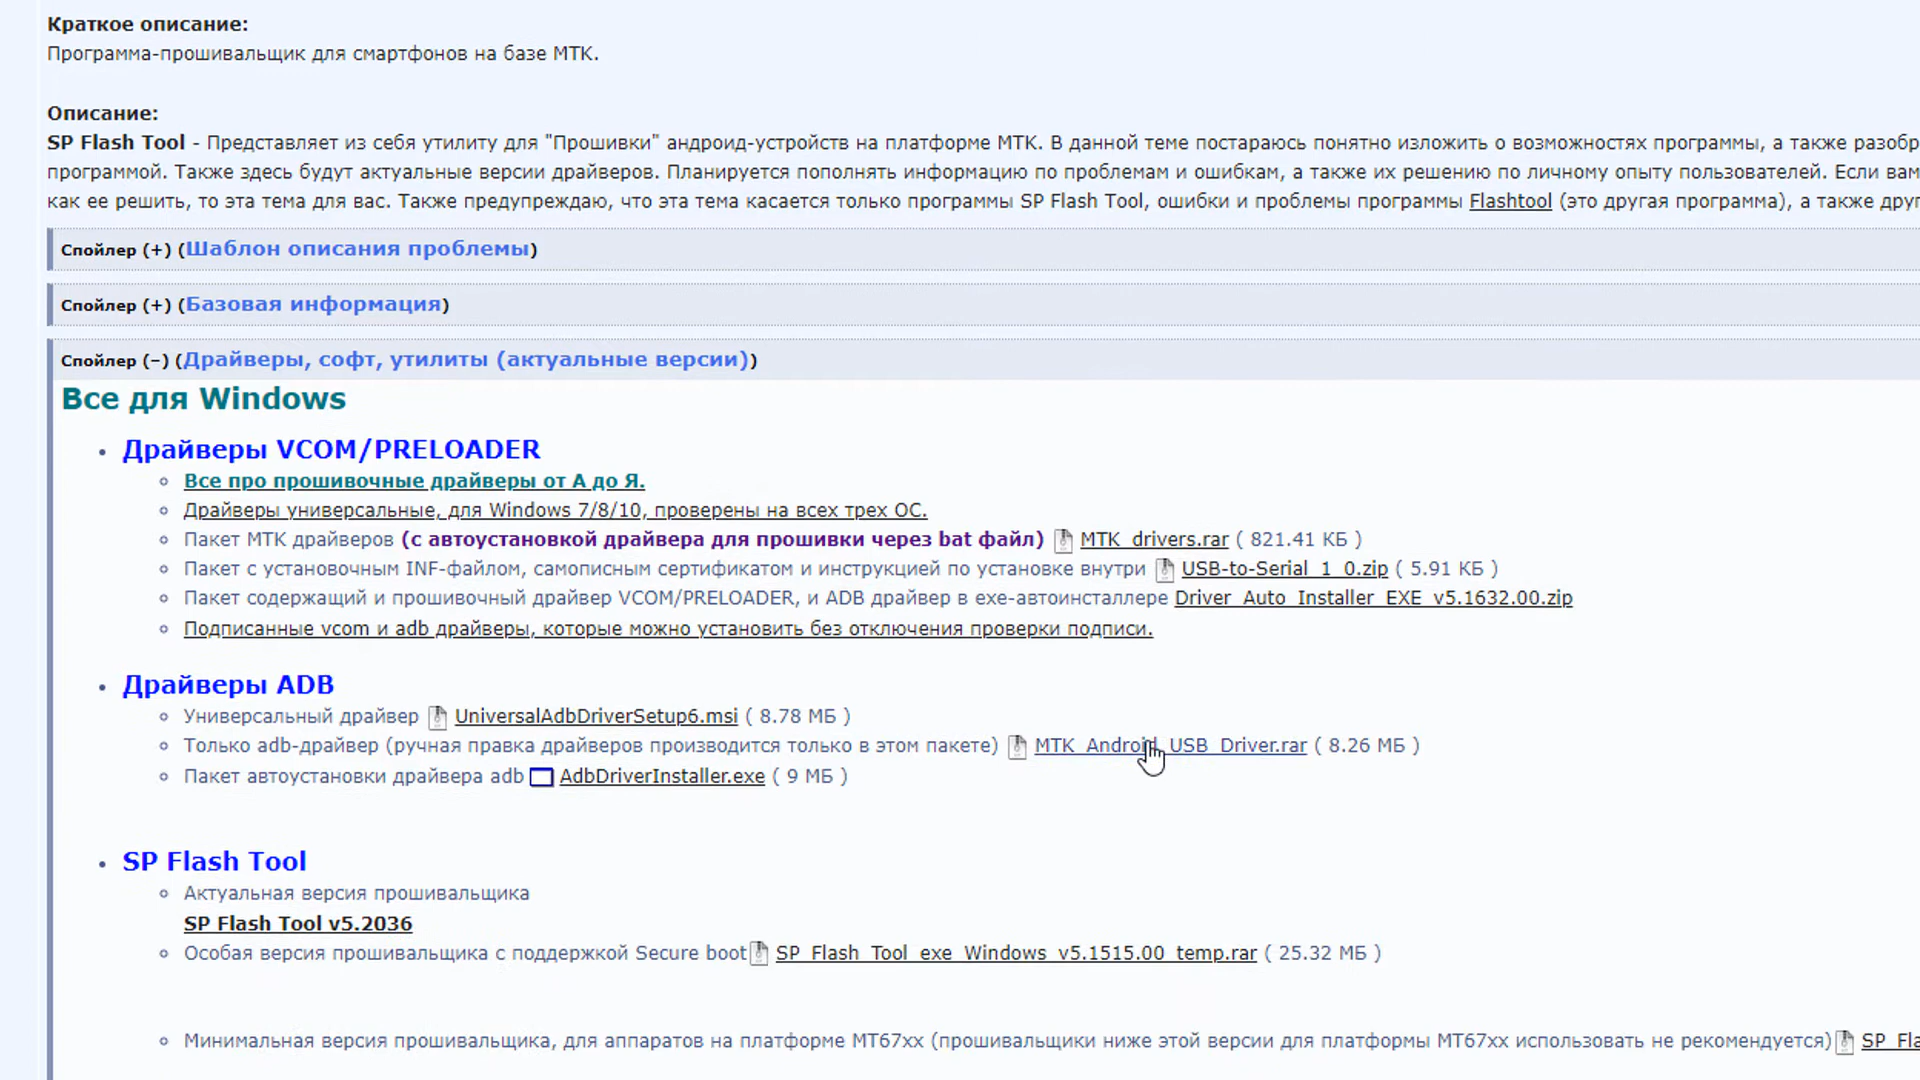 Краткое описание:
Программа-прошивальщик для смартфонов на базе МТК.
Описание:
SP Flash Tool - Представляет из себя утилиту для "Прошивки" андроид-устройств на платформе МТК. В данной теме постараюсь понятно изложить о возможностях программы, а также разобр
программой. Также здесь будут актуальные версии драйверов. Планируется пополнять информацию по проблемам и ошибкам, а также их решению по личному опыту пользователей. Если вам
как ее решить, то эта тема для вас. Также предупреждаю, что эта тема касается только программы SP Flash Tool, ошибки и проблемы программы Flashtool (это другая программа), а также друг
Спойлер (+) (Шаблон описания проблемы)
Спойлер (+) (Базовая информация)
Спойлер (−) (Драйверы, софт, утилиты (актуальные версии))
Все для Windows
• Драйверы VCOM/PRELOADER
Все про прошивочные драйверы от А до Я.
Драйверы универсальные, для Windows 7/8/10, проверены на всех трех ОС.
Пакет МТК драйверов (с автоустановкой драйвера для прошивки через bat файл) MTK_drivers.rar ( 821.41 КБ )
Пакет с установочным INF-файлом, самописным сертификатом и инструкцией по установке внутри USB-to-Serial_1_0.zip ( 5.91 КБ )
Пакет содержащий и прошивочный драйвер VCOM/PRELOADER, и ADB драйвер в exe-автоинсталлере Driver_Auto_Installer_EXE_v5.1632.00.zip
Подписанные vcom и adb драйверы, которые можно установить без отключения проверки подписи.
• Драйверы ADB
Универсальный драйвер UniversalAdbDriverSetup6.msi ( 8.78 МБ )
Только adb-драйвер (ручная правка драйверов производится только в этом пакете) MTK_Android_USB_Driver.rar ( 8.26 МБ )
Пакет автоустановки драйвера adb AdbDriverInstaller.exe ( 9 МБ )
• SP Flash Tool
Актуальная версия прошивальщика
SP Flash Tool v5.2036
Особая версия прошивальщика с поддержкой Secure boot SP_Flash_Tool_exe_Windows_v5.1515.00_temp.rar ( 25.32 МБ )
Минимальная версия прошивальщика, для аппаратов на платформе MT67xx (прошивальщики ниже этой версии для платформы MT67xx использовать не рекомендуется) SP_Fla